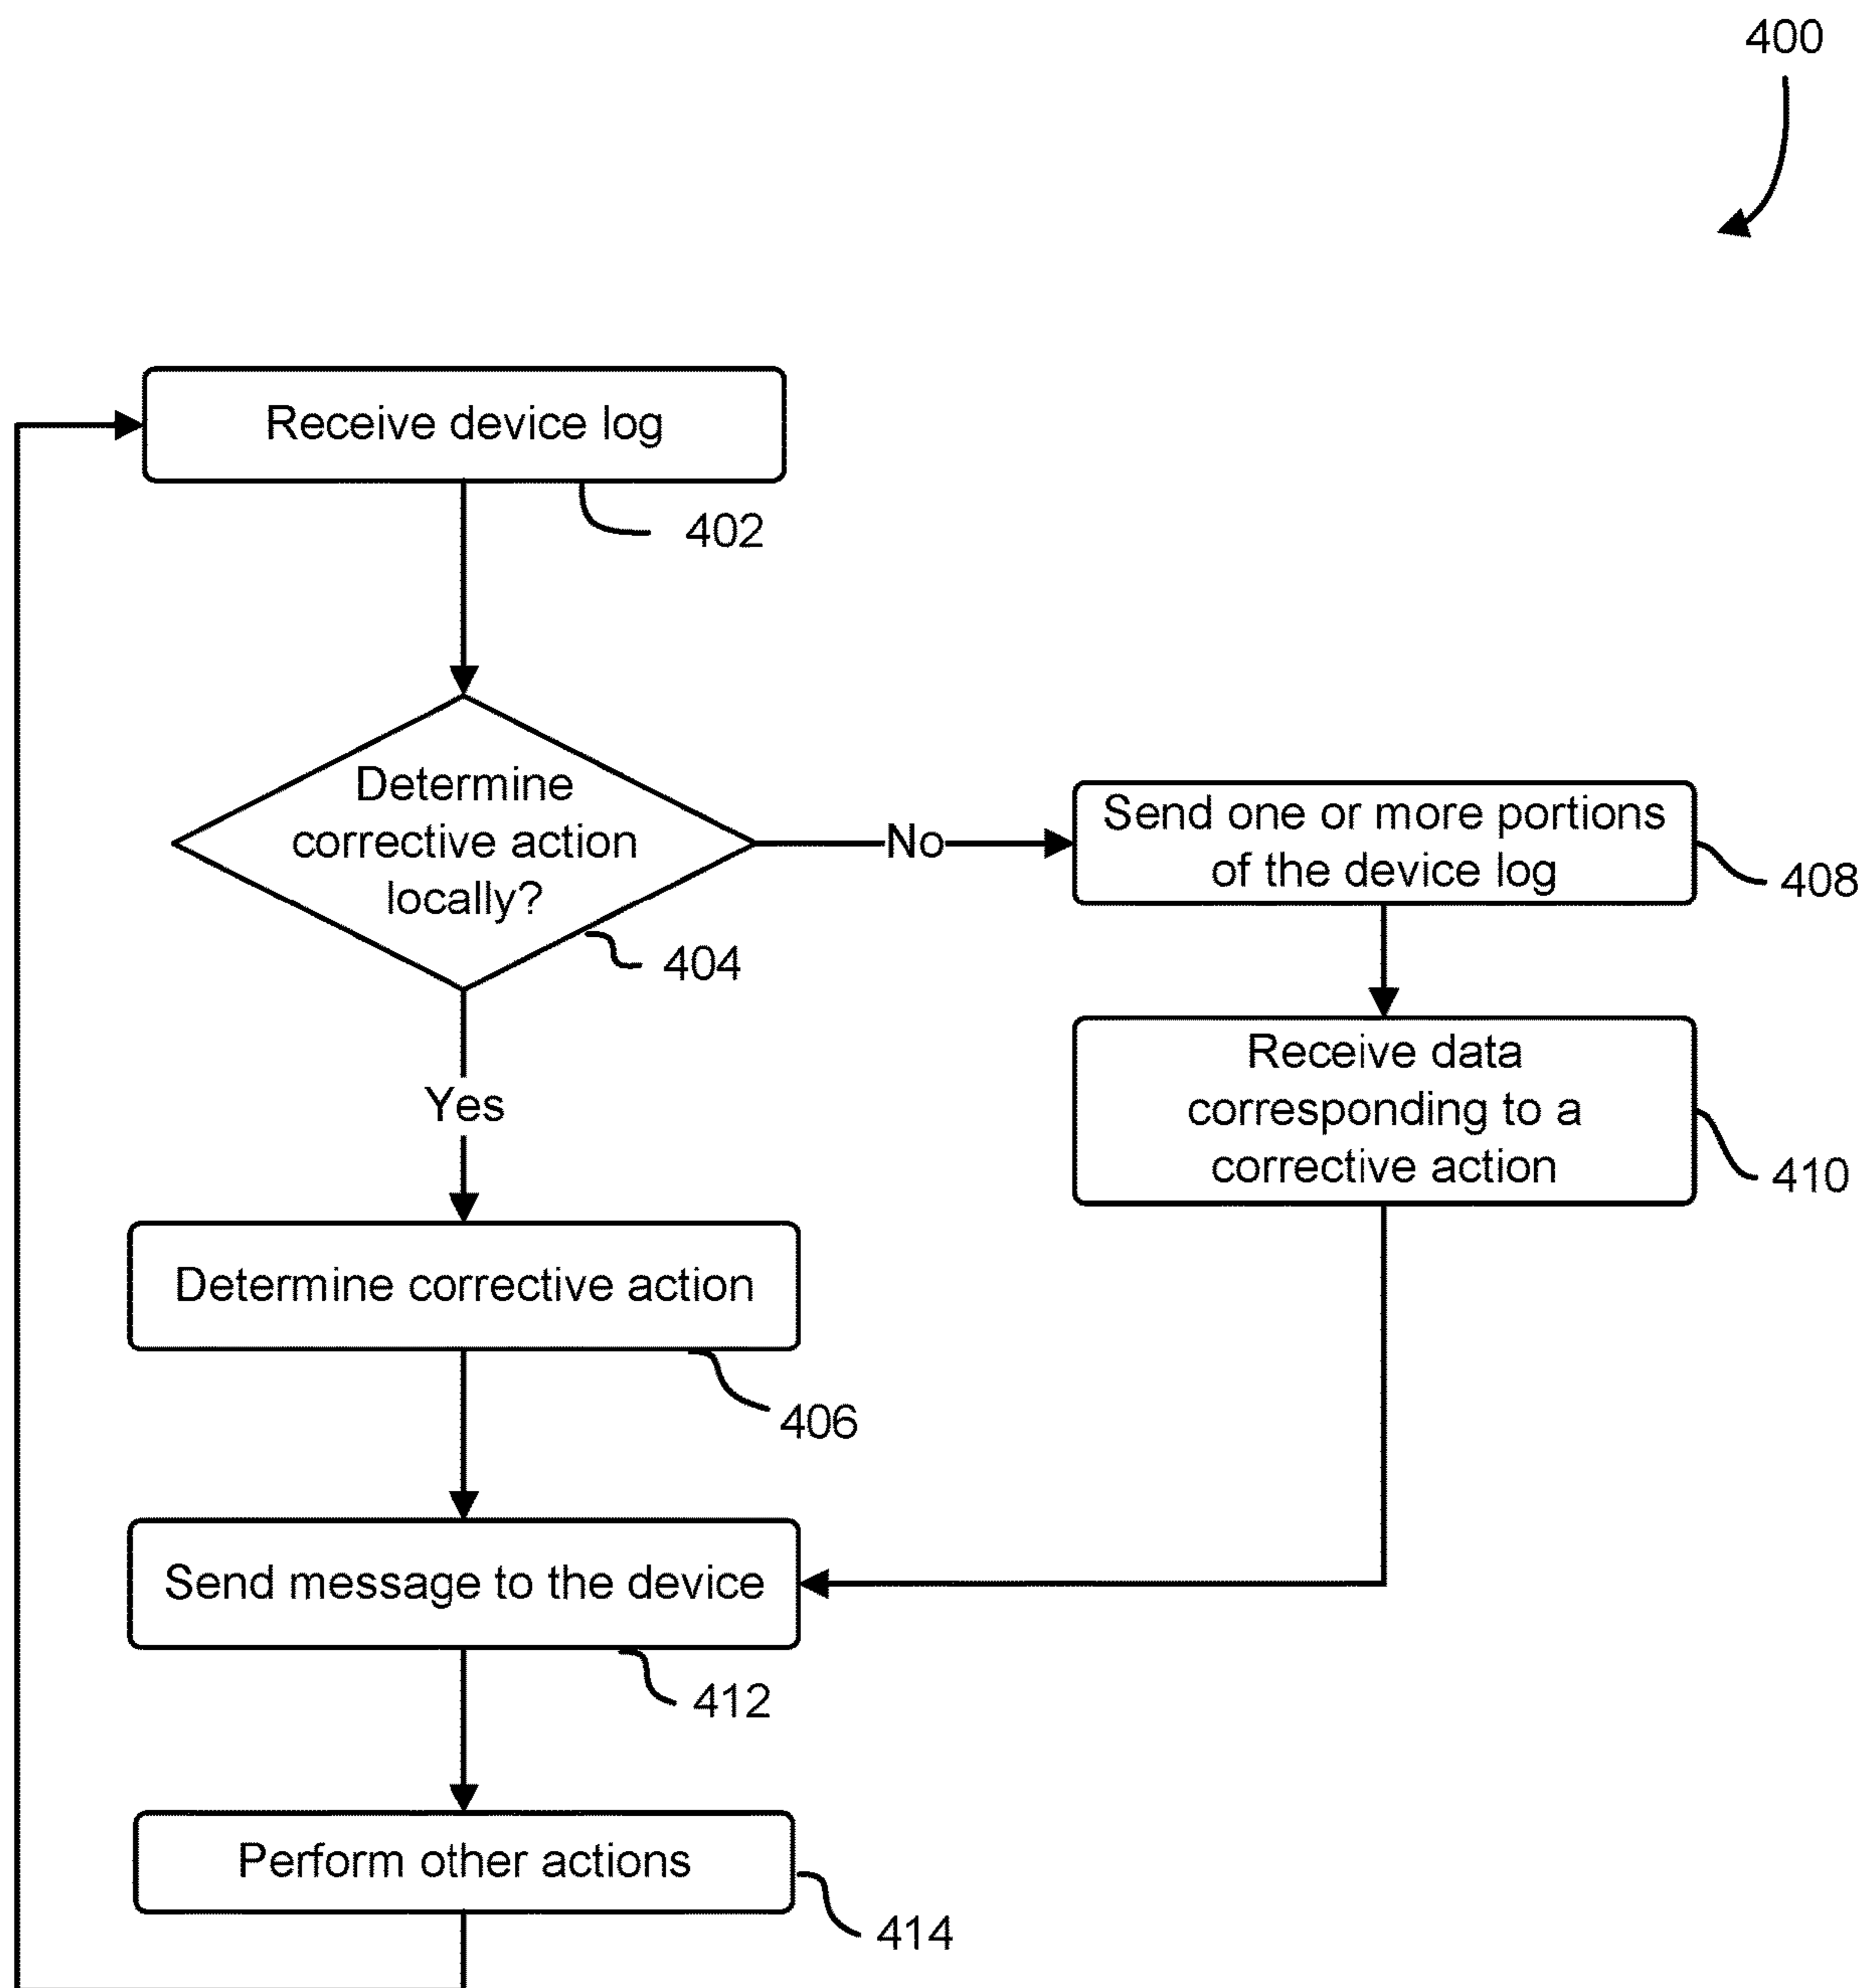 400
Receive device log
402
Determine
corrective action
locally?
404
No
Send one or more portions
of the device log
408
Receive data
corresponding to a
corrective action
410
Yes
Determine corrective action
406
Send message to the device
412
Perform other actions
414